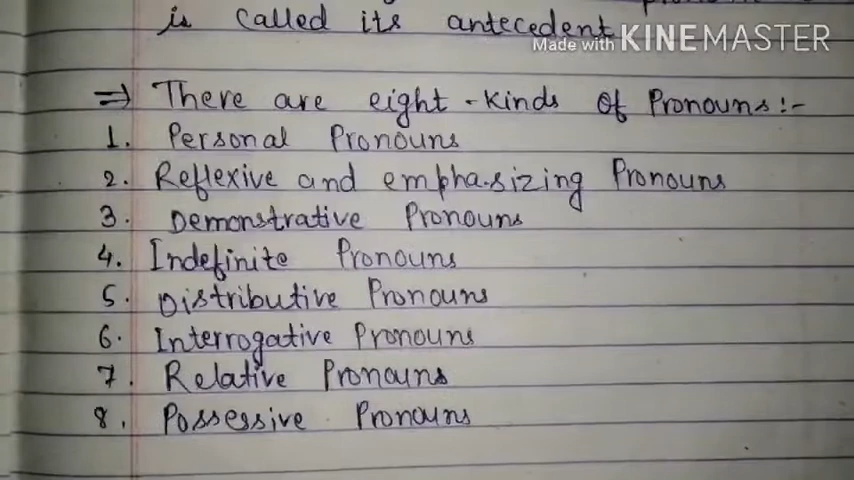 is called its antecedent
Made with KINEMASTER
⇒ There are eight - kinds of Pronouns :-
1. Personal Pronouns
2. Reflexive and emphasizing Pronouns
3. Demonstrative Pronouns
4. Indefinite Pronouns
5. Distributive Pronouns
6. Interrogative Pronouns
7. Relative Pronouns
8. Possessive Pronouns